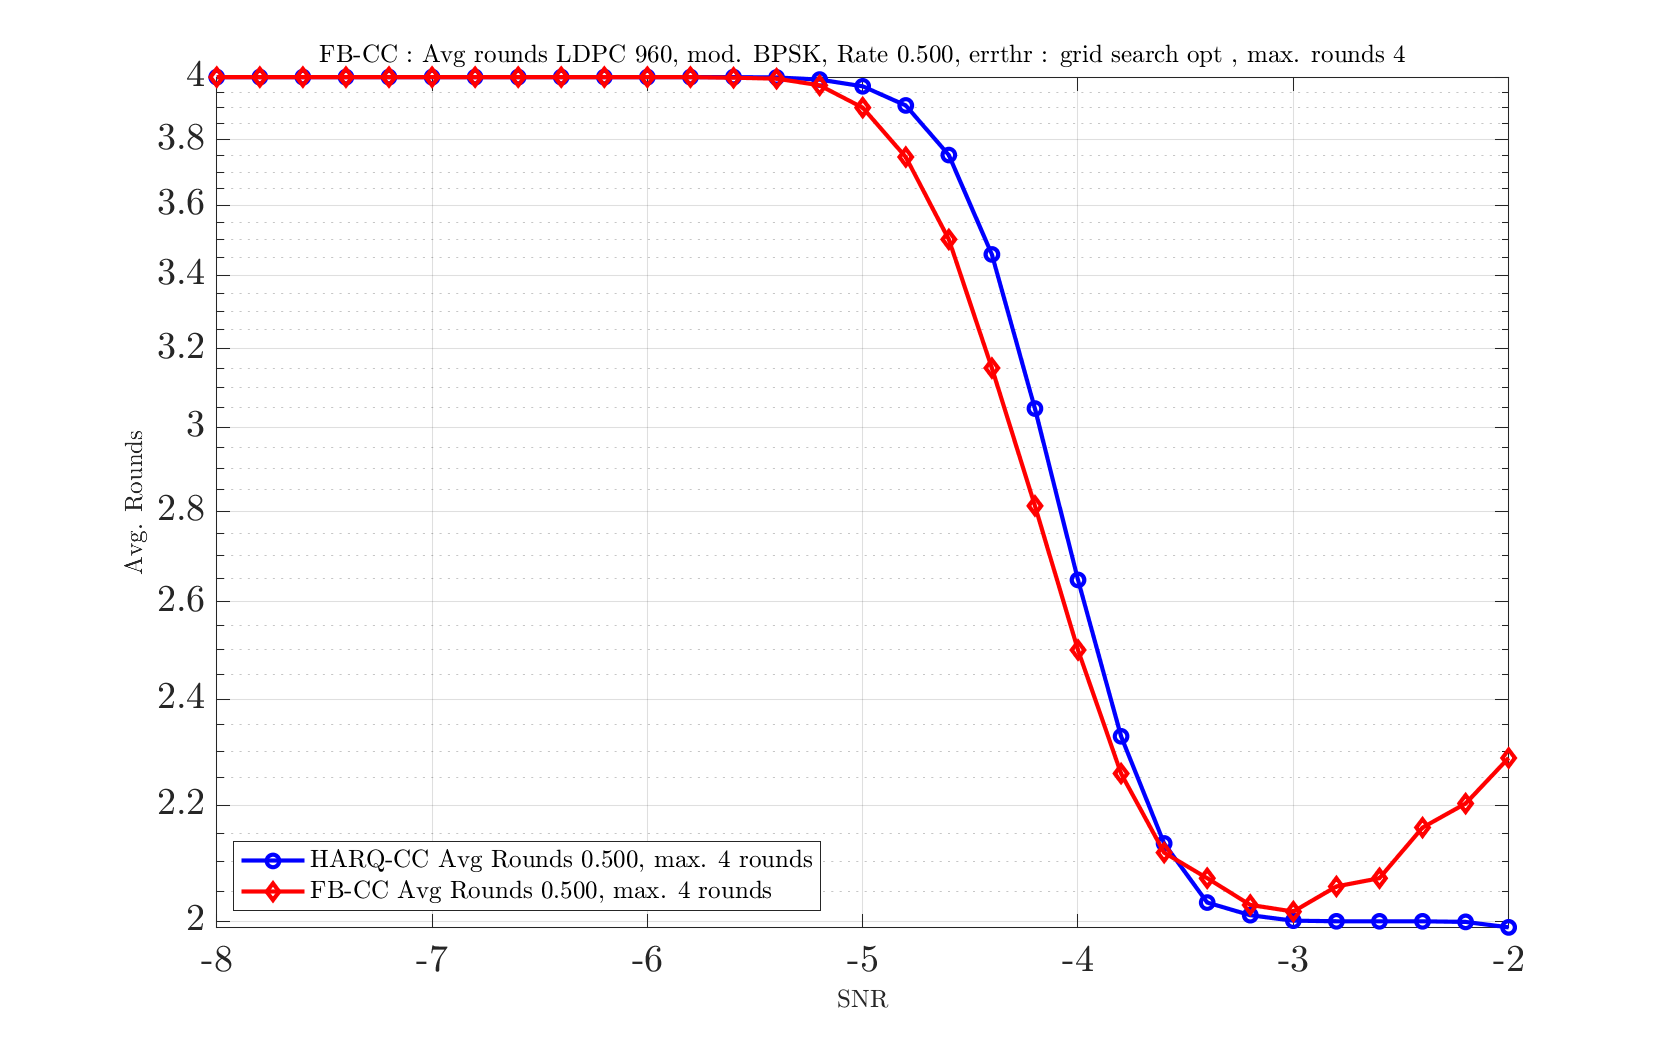 FB-CC : Avg rounds LDPC 960, mod. BPSK, Rate 0.500, errthr : grid search opt , max. rounds 4
4
3.8
3.6
3.4
3.2
3
2.8
2.6
2.4
2.2
2
Avg. Rounds
HARQ-CC Avg Rounds 0.500, max. 4 rounds
FB-CC Avg Rounds 0.500, max. 4 rounds
-8 -7 -6 -5 -4 -3 -2
SNR